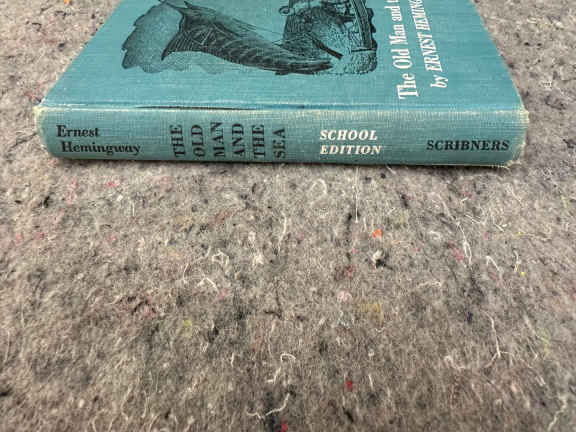 The Old Man and t
by ERNEST HEMING
Ernest
Hemingway
THE
OLD
MAN
AND
THE
SEA
SCHOOL
EDITION
SCRIBNERS